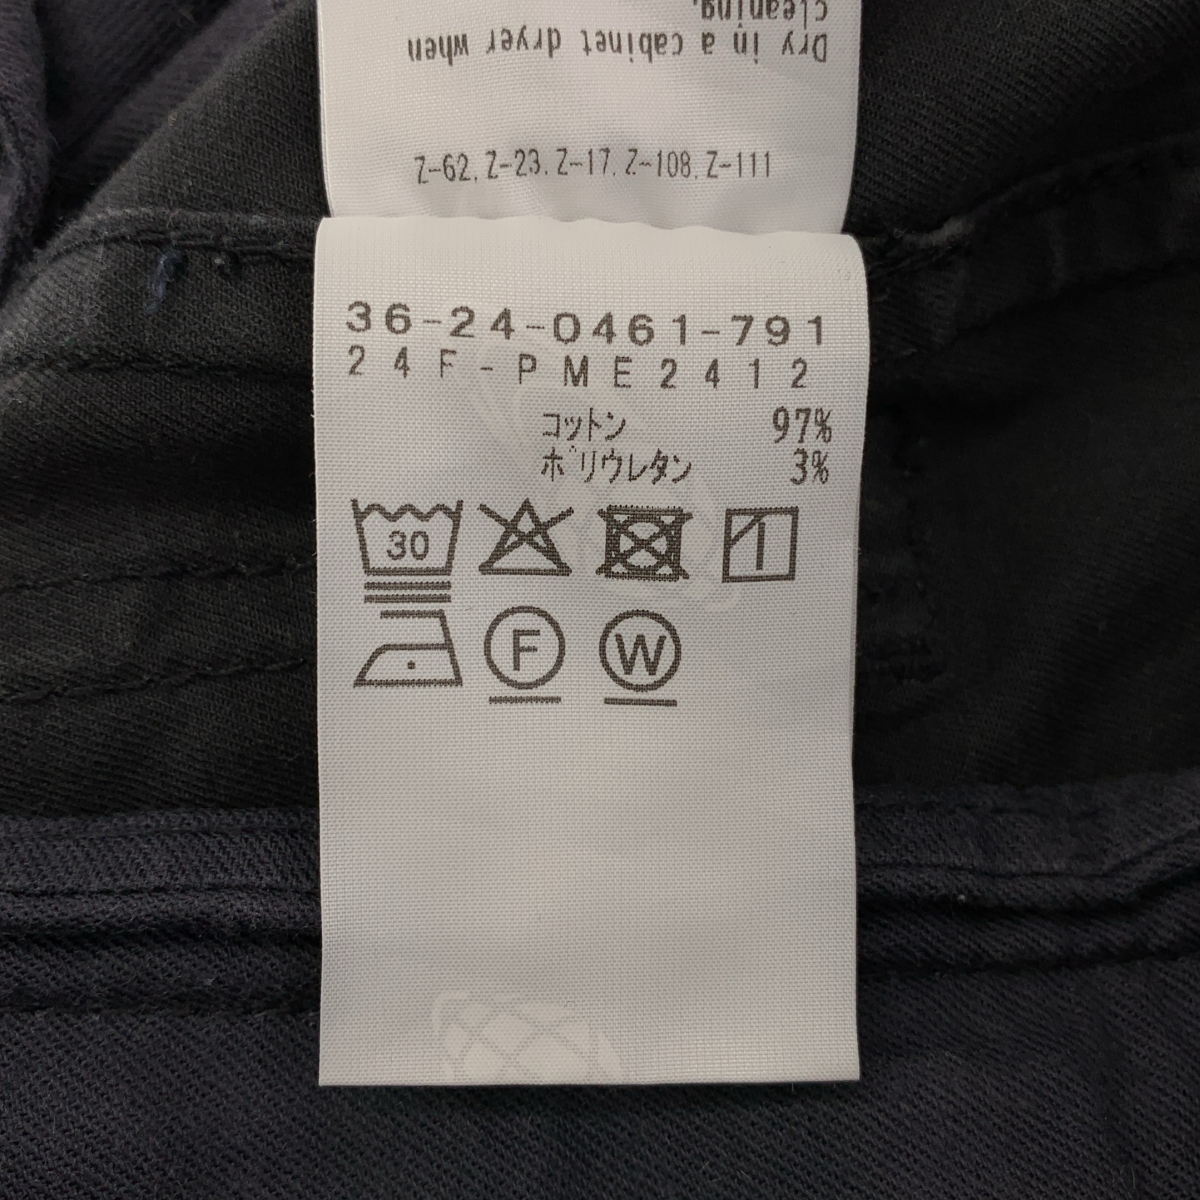 Dry in a cabinet dryer when
cleaning.
Z-62, Z-23, Z-17, Z-108, Z-111
36-24-0461-791
24F-PME2412
コットン 97%
ポリウレタン 3%
30
F W